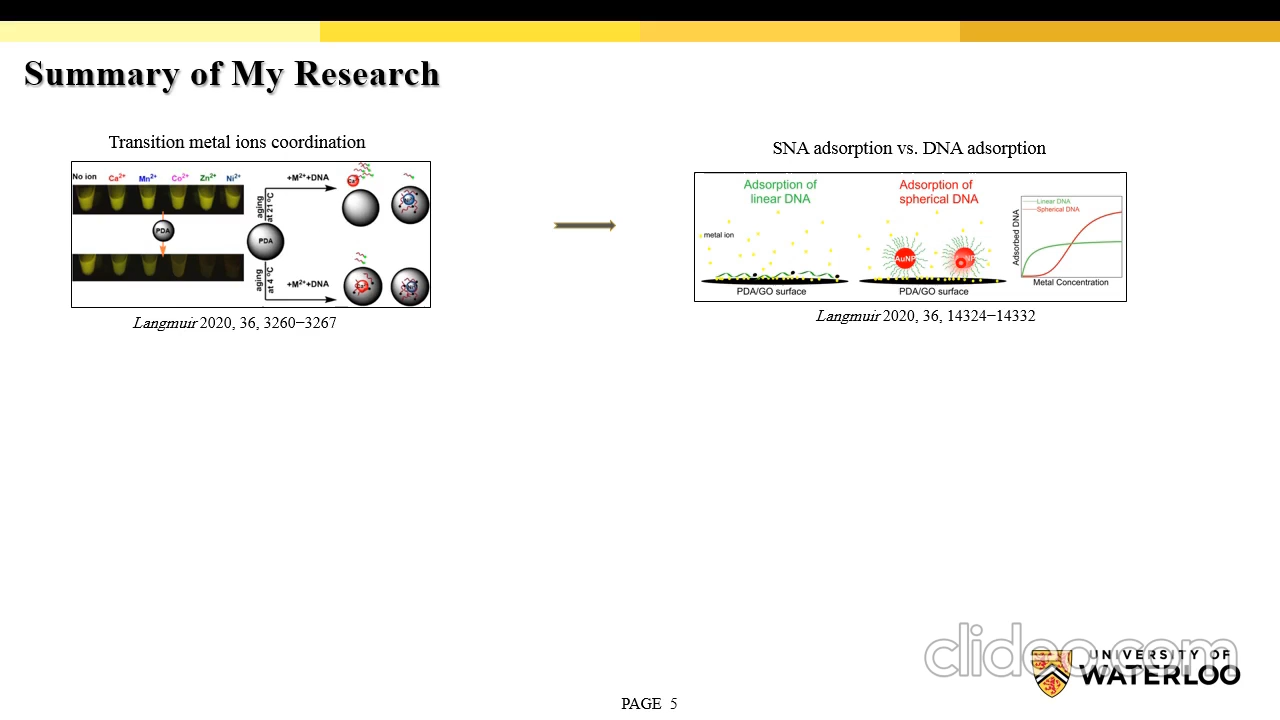 Summary of My Research
Transition metal ions coordination
No ion Ca²⁺ Mn²⁺ Co²⁺ Zn²⁺ Ni²⁺
PDA
aging
at 21 °C
+M²⁺+DNA
Ca
PDA
aging
at 4 °C
+M²⁺+DNA
Langmuir 2020, 36, 3260−3267
SNA adsorption vs. DNA adsorption
Adsorption of
linear DNA
metal ion
PDA/GO surface
Adsorption of
spherical DNA
AuNP
PDA/GO surface
Linear DNA
Spherical DNA
Adsorbed DNA
Metal Concentration
Langmuir 2020, 36, 14324−14332
clideo.com
UNIVERSITY OF
WATERLOO
PAGE 5